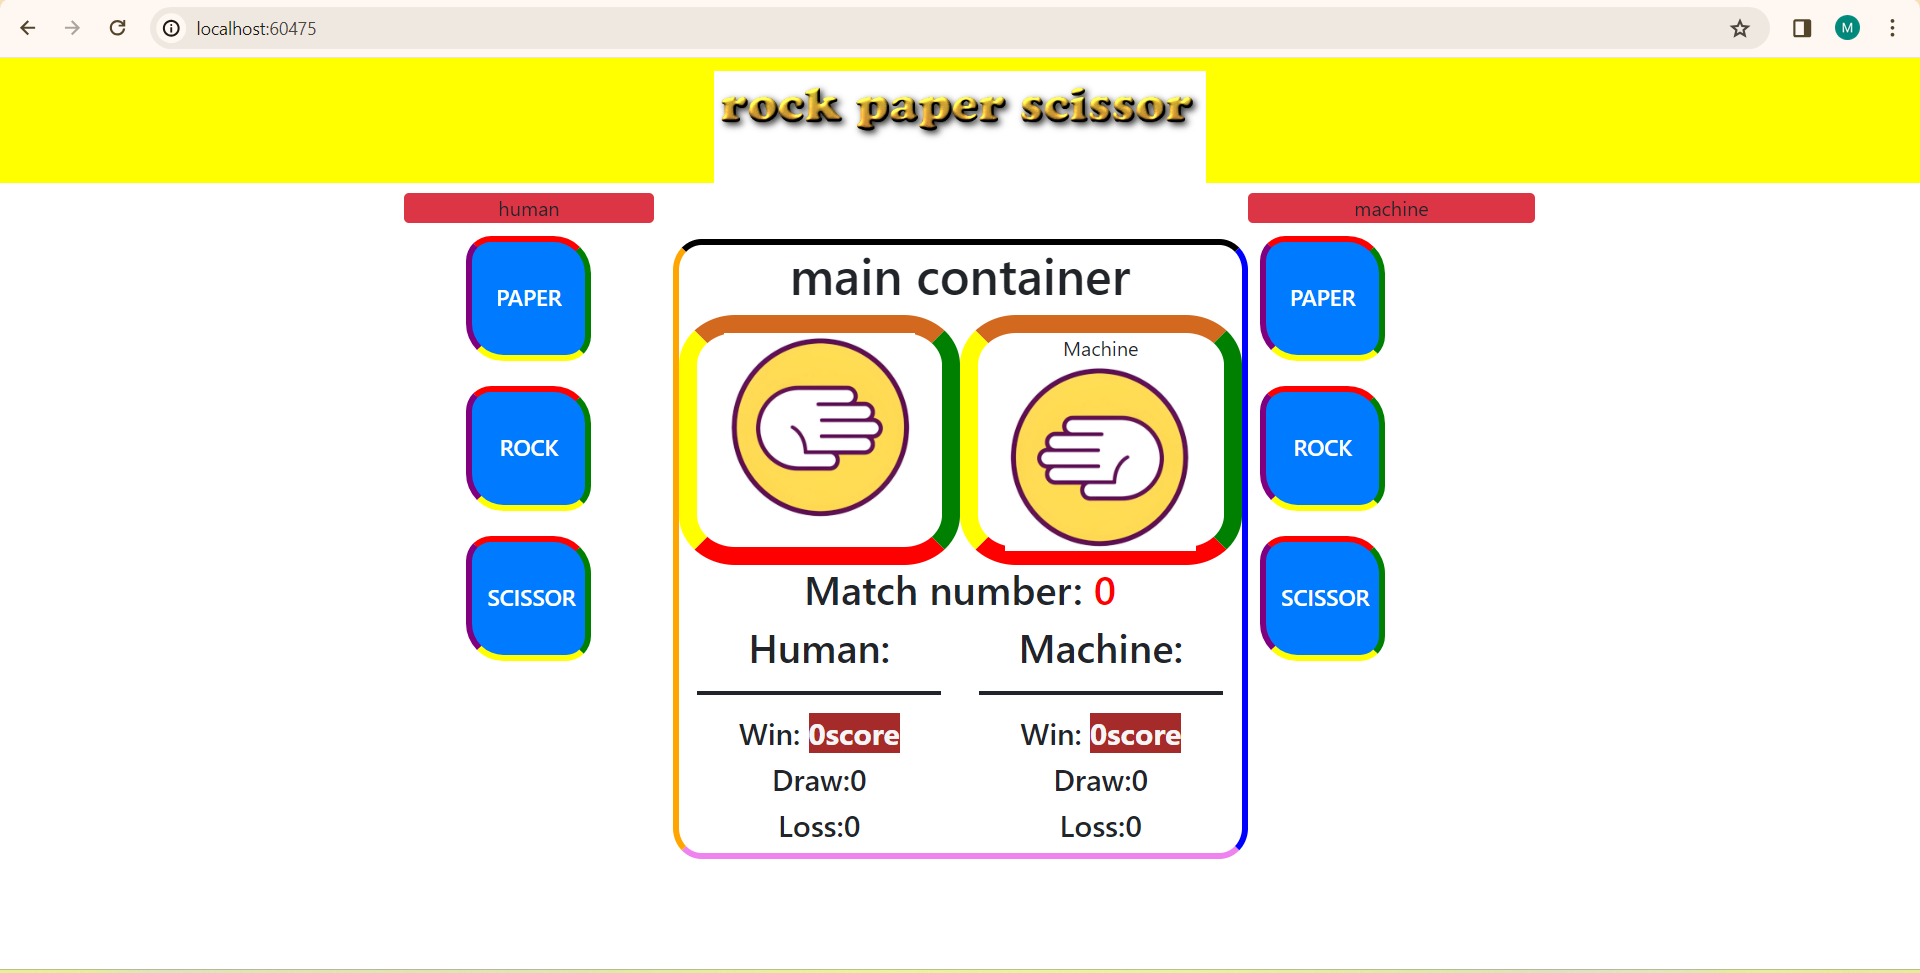 localhost:60475
M
rock paper scissor
human
machine
PAPER
ROCK
SCISSOR
main container
Machine
Match number: 0
Human:
Win: 0score
Draw:0
Loss:0
Machine:
Win: 0score
Draw:0
Loss:0
PAPER
ROCK
SCISSOR